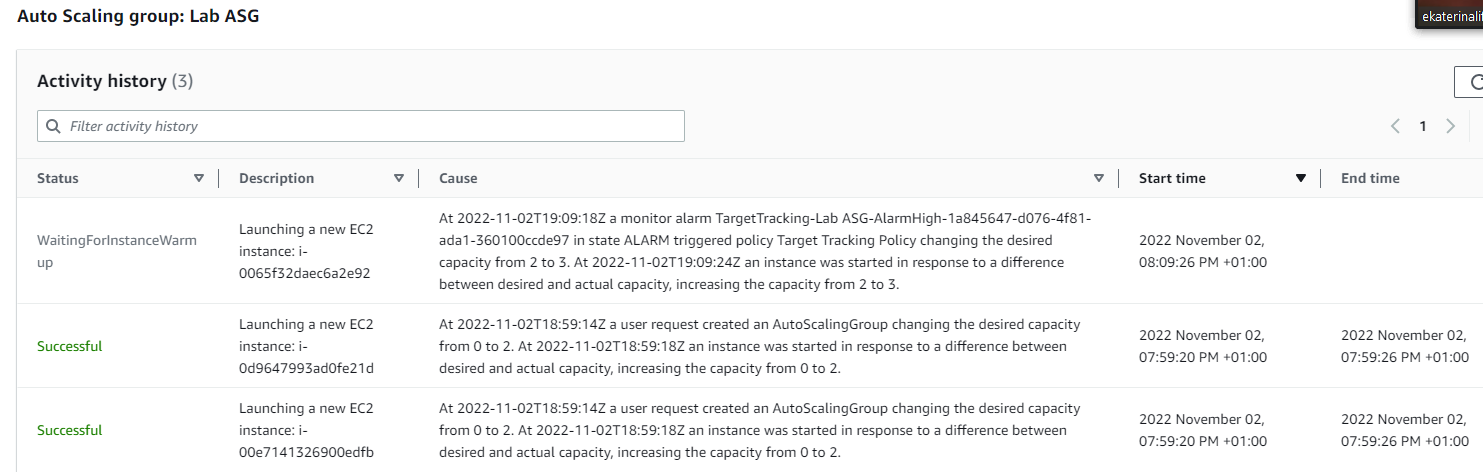 Auto Scaling group: Lab ASG
ekaterinalif
Activity history (3)
Filter activity history
1
Status Description Cause Start time End time
WaitingForInstanceWarm
up
Launching a new EC2
instance: i-
0065f32daec6a2e92
At 2022-11-02T19:09:18Z a monitor alarm TargetTracking-Lab ASG-AlarmHigh-1a845647-d076-4f81-
ada1-360100ccde97 in state ALARM triggered policy Target Tracking Policy changing the desired
capacity from 2 to 3. At 2022-11-02T19:09:24Z an instance was started in response to a difference
between desired and actual capacity, increasing the capacity from 2 to 3.
2022 November 02,
08:09:26 PM +01:00
Successful
Launching a new EC2
instance: i-
0d9647993ad0fe21d
At 2022-11-02T18:59:14Z a user request created an AutoScalingGroup changing the desired capacity
from 0 to 2. At 2022-11-02T18:59:18Z an instance was started in response to a difference between
desired and actual capacity, increasing the capacity from 0 to 2.
2022 November 02,
07:59:20 PM +01:00
2022 November 02,
07:59:26 PM +01:00
Successful
Launching a new EC2
instance: i-
00e7141326900edfb
At 2022-11-02T18:59:14Z a user request created an AutoScalingGroup changing the desired capacity
from 0 to 2. At 2022-11-02T18:59:18Z an instance was started in response to a difference between
desired and actual capacity, increasing the capacity from 0 to 2.
2022 November 02,
07:59:20 PM +01:00
2022 November 02,
07:59:26 PM +01:00